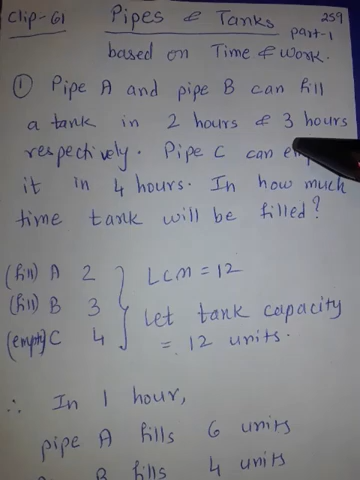 Clip-61 Pipes & Tanks 259
part-1
based on Time & Work.
① Pipe A and pipe B can fill
a tank in 2 hours & 3 hours
respectively. Pipe C can
it in 4 hours. In how much
time tank will be filled?
(fill) A 2
(fill) B 3
(empty) C 4
LCM = 12
Let tank capacity
= 12 units.
∴ In 1 hour,
pipe A fills 6 units
B fills 4 units